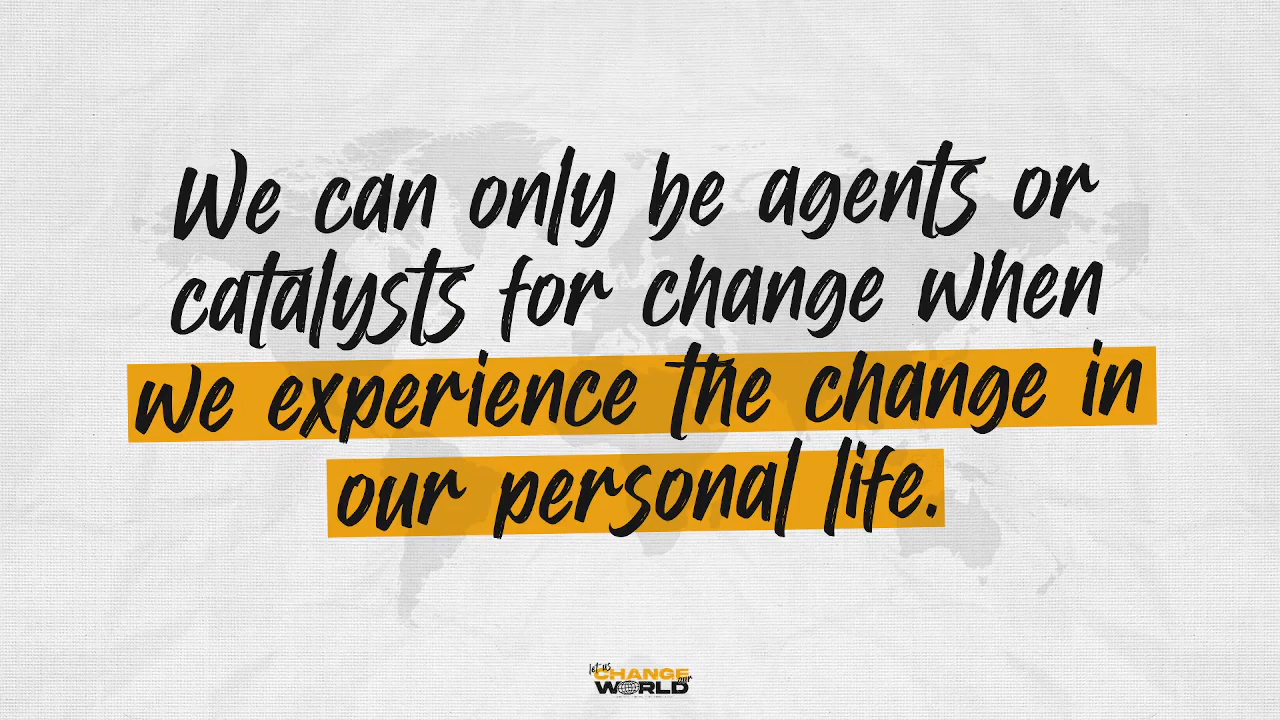 We can only be agents or
catalysts for change when
we experience the change in
our personal life.
let us
CHANGE
our
WORLD